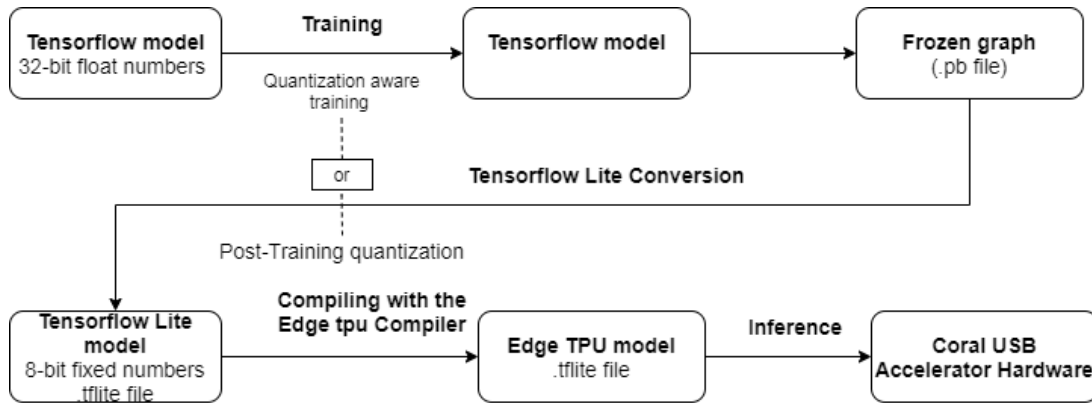 Training
Tensorflow model
32-bit float numbers
Tensorflow model
Frozen graph
(.pb file)
Quantization aware
training
or
Tensorflow Lite Conversion
Post-Training quantization
Compiling with the
Edge tpu Compiler
Inference
Tensorflow Lite
model
8-bit fixed numbers
.tflite file
Edge TPU model
.tflite file
Coral USB
Accelerator Hardware